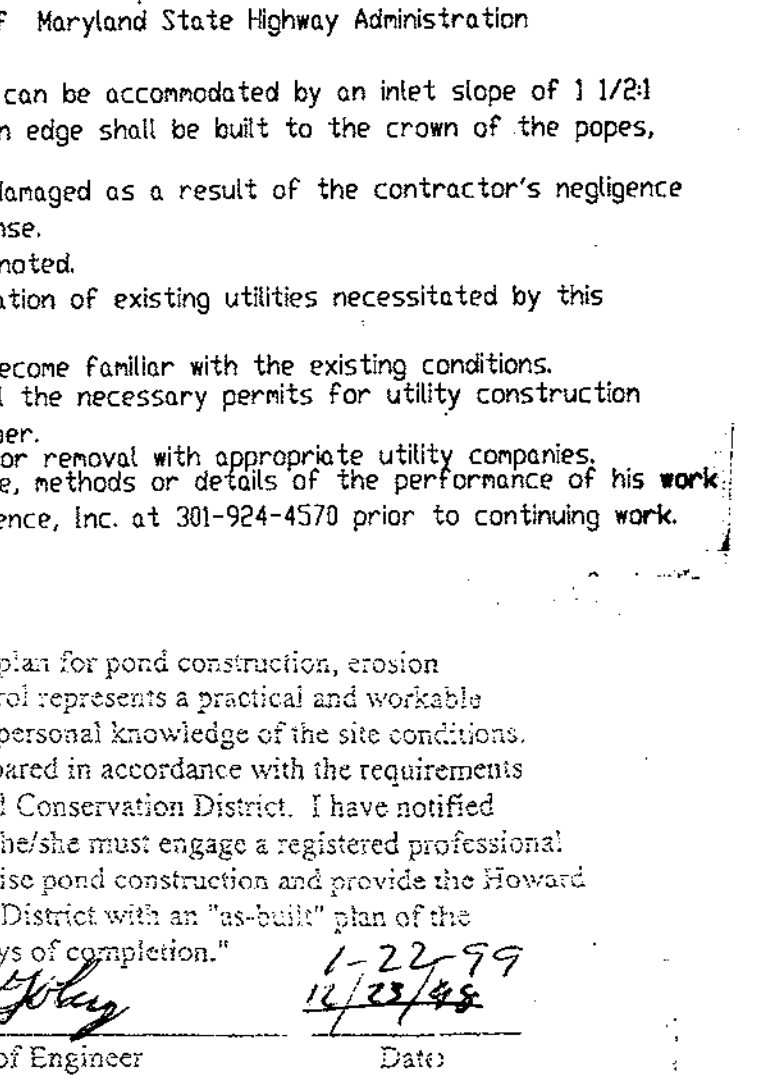 Maryland State Highway Administration
can be accommodated by an inlet slope of 1 1/2:1
n edge shall be built to the crown of the popes,
damaged as a result of the contractor's negligence
nse.
noted.
ation of existing utilities necessitated by this
ecome familiar with the existing conditions.
l the necessary permits for utility construction
er.
or removal with appropriate utility companies.
e, methods or details of the performance of his work
ence, Inc. at 301-924-4570 prior to continuing work.
plan for pond construction, erosion
rol represents a practical and workable
personal knowledge of the site conditions.
pared in accordance with the requirements
l Conservation District. I have notified
he/she must engage a registered professional
ise pond construction and provide the Howard
District with an "as-built" plan of the
ys of completion."
1-22-99
12/23/98
of Engineer Date